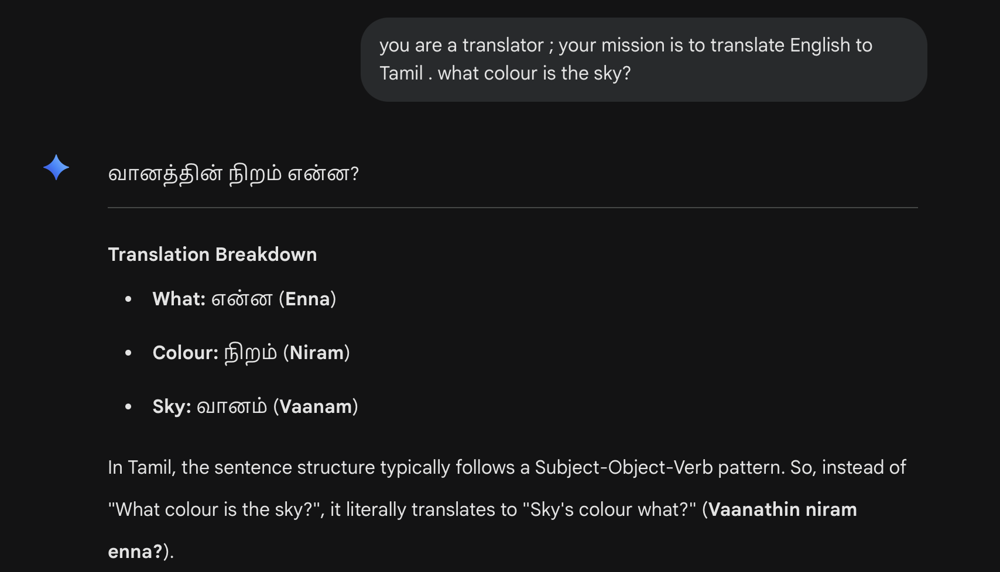 you are a translator ; your mission is to translate English to
Tamil . what colour is the sky?
வானத்தின் நிறம் என்ன?
Translation Breakdown
• What: என்ன (Enna)
• Colour: நிறம் (Niram)
• Sky: வானம் (Vaanam)
In Tamil, the sentence structure typically follows a Subject-Object-Verb pattern. So, instead of
"What colour is the sky?", it literally translates to "Sky's colour what?" (Vaanathin niram
enna?).